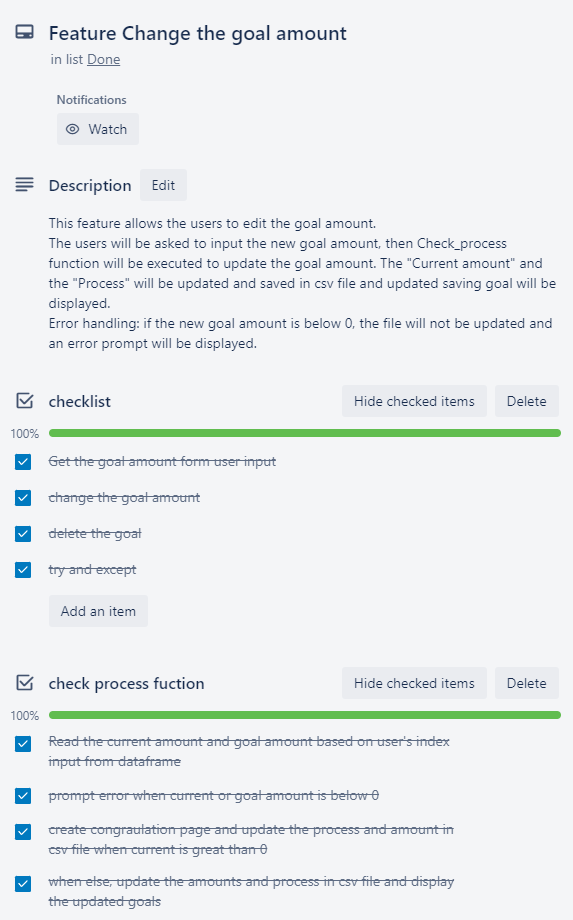 Feature Change the goal amount
in list Done
Notifications
Watch
Description Edit
This feature allows the users to edit the goal amount.
The users will be asked to input the new goal amount, then Check_process
function will be executed to update the goal amount. The "Current amount" and
the "Process" will be updated and saved in csv file and updated saving goal will be
displayed.
Error handling: if the new goal amount is below 0, the file will not be updated and
an error prompt will be displayed.
checklist Hide checked items Delete
100%
Get the goal amount form user input
change the goal amount
delete the goal
try and except
Add an item
check process fuction Hide checked items Delete
100%
Read the current amount and goal amount based on user's index
input from dataframe
prompt error when current or goal amount is below 0
create congraulation page and update the process and amount in
csv file when current is great than 0
when else, update the amounts and process in csv file and display
the updated goals